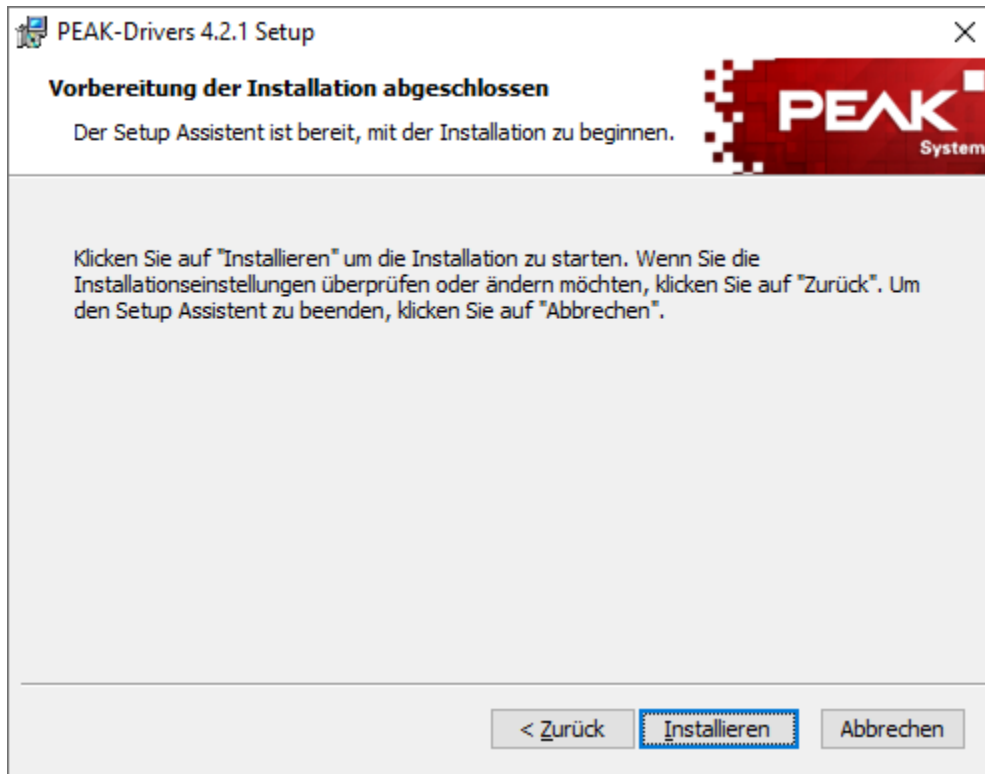 PEAK-Drivers 4.2.1 Setup
Vorbereitung der Installation abgeschlossen
Der Setup Assistent ist bereit, mit der Installation zu beginnen.
PEAK
System
Klicken Sie auf "Installieren" um die Installation zu starten. Wenn Sie die
Installationseinstellungen überprüfen oder ändern möchten, klicken Sie auf "Zurück". Um
den Setup Assistent zu beenden, klicken Sie auf "Abbrechen".
< Zurück Installieren Abbrechen